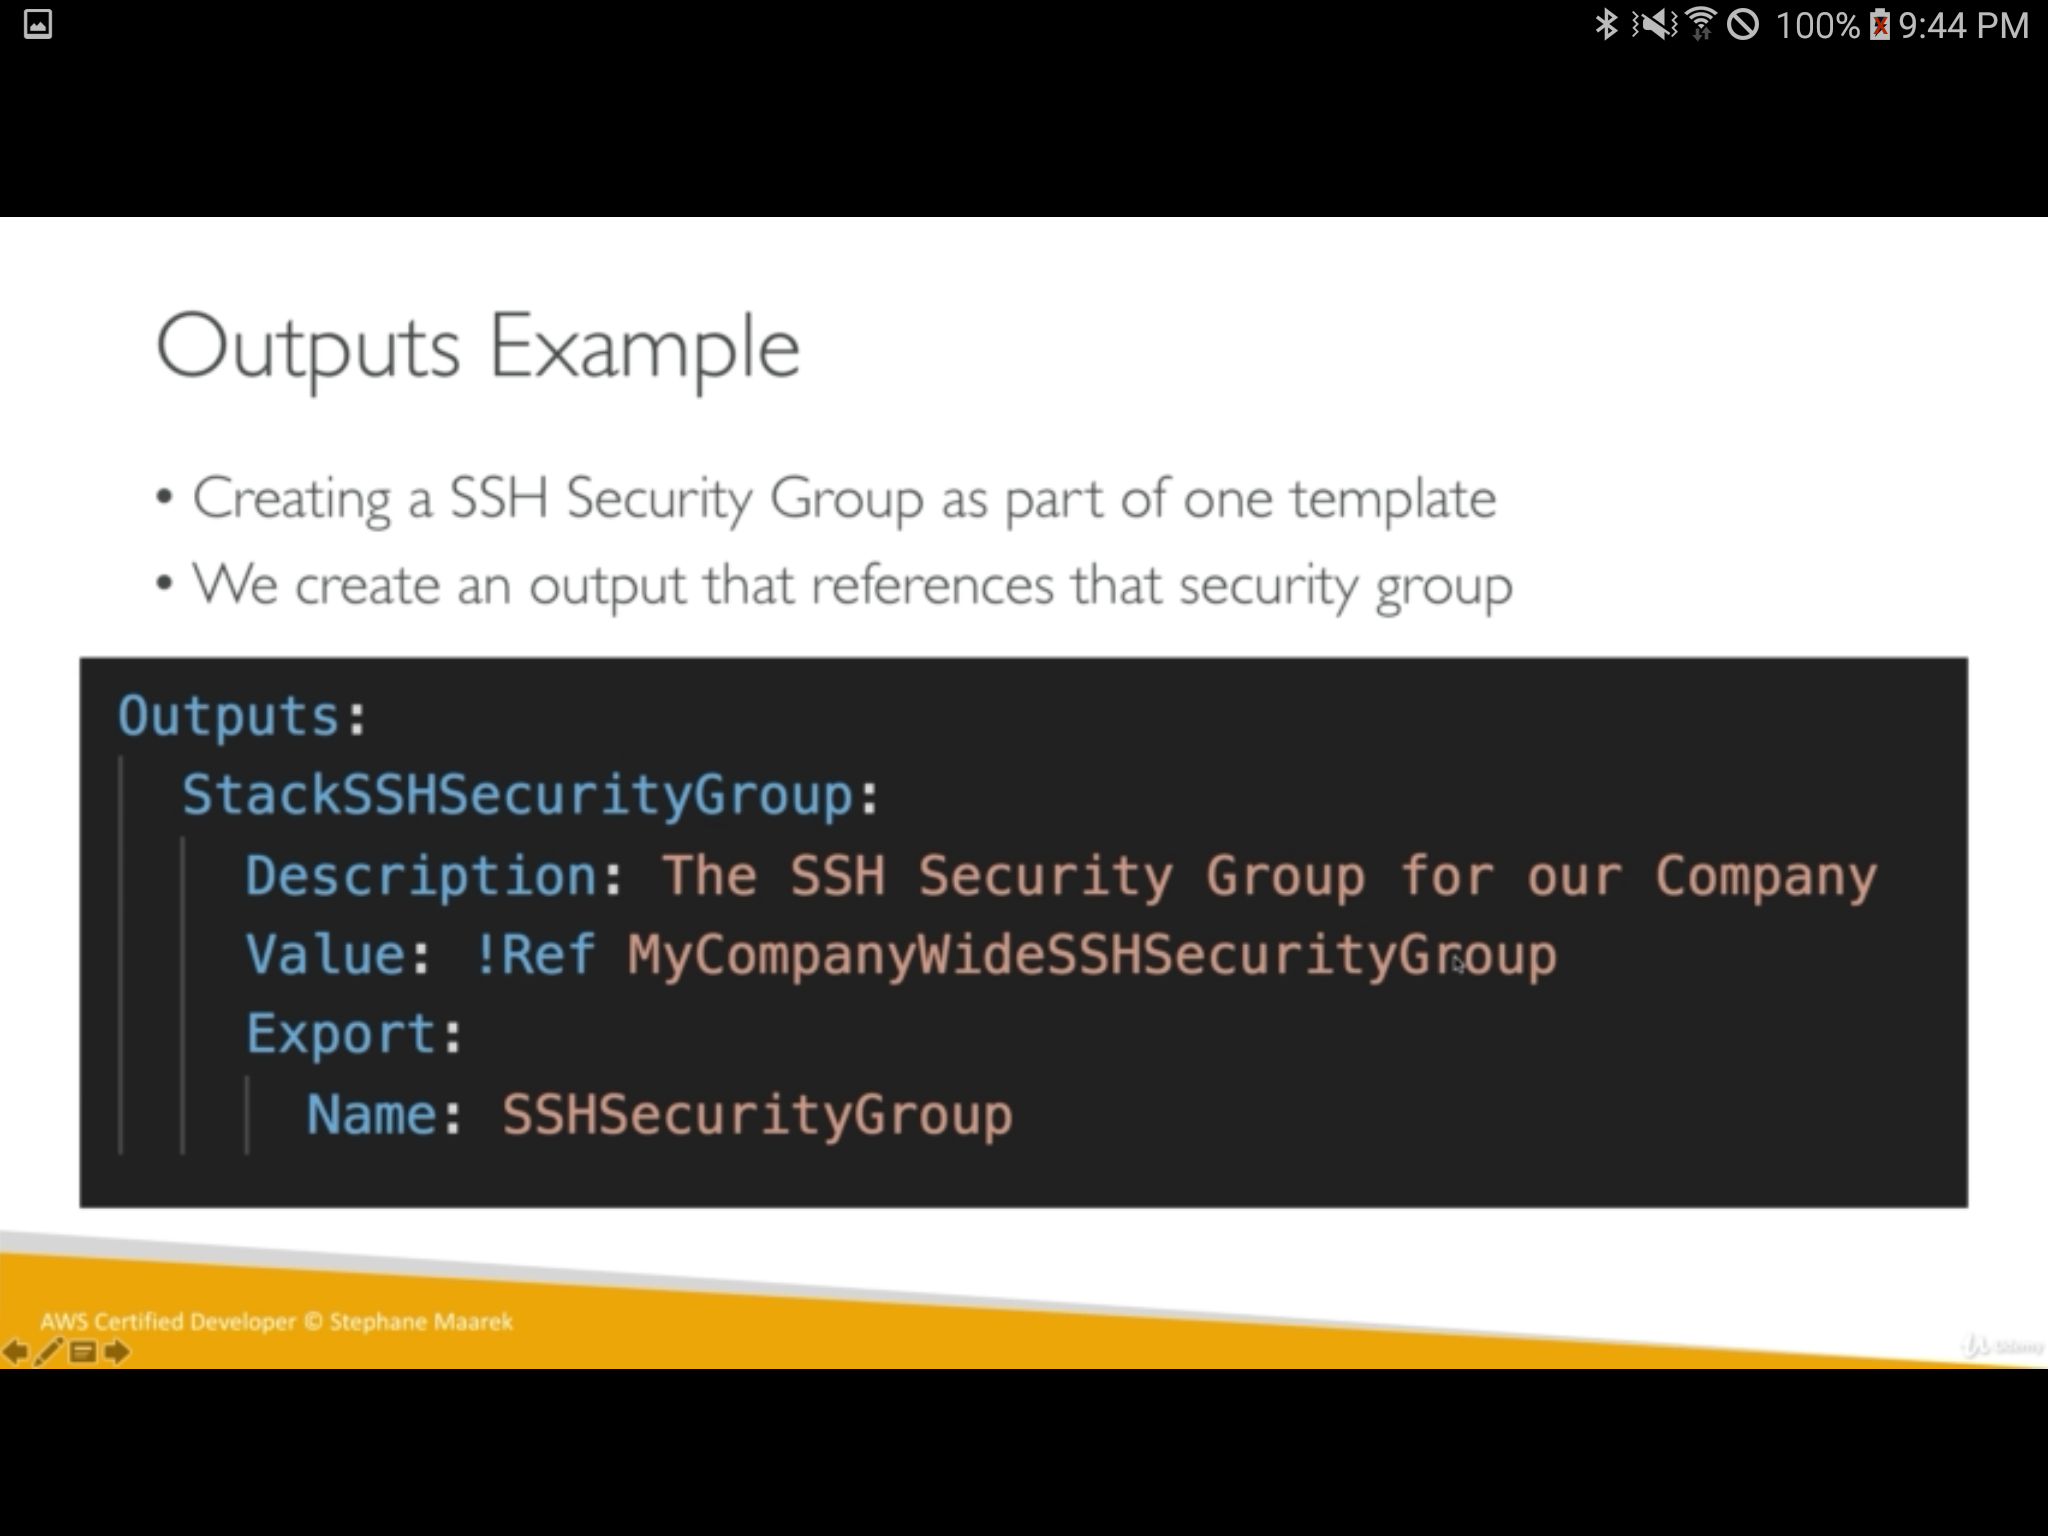 100% 9:44 PM
Outputs Example
• Creating a SSH Security Group as part of one template
• We create an output that references that security group
Outputs:
StackSSHSecurityGroup:
Description: The SSH Security Group for our Company
Value: !Ref MyCompanyWideSSHSecurityGroup
Export:
Name: SSHSecurityGroup
AWS Certified Developer © Stephane Maarek
Udemy